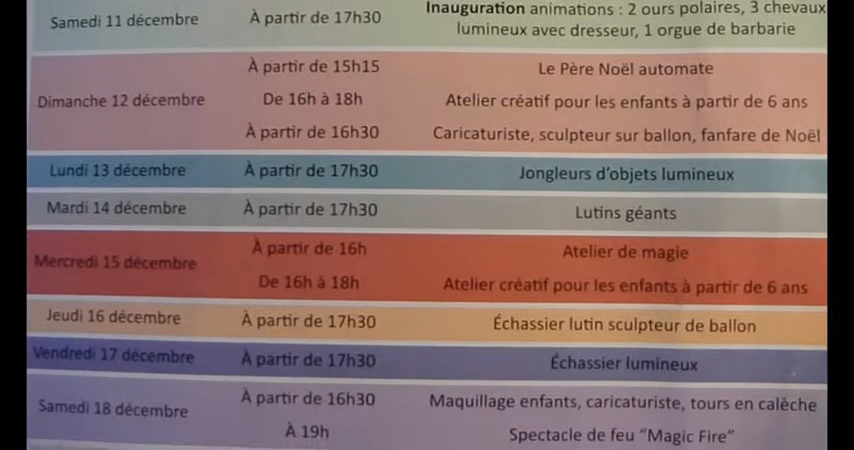 Samedi 11 décembre À partir de 17h30 Inauguration animations : 2 ours polaires, 3 chevaux
lumineux avec dresseur, 1 orgue de barbarie
À partir de 15h15 Le Père Noël automate
Dimanche 12 décembre De 16h à 18h Atelier créatif pour les enfants à partir de 6 ans
À partir de 16h30 Caricaturiste, sculpteur sur ballon, fanfare de Noël
Lundi 13 décembre À partir de 17h30 Jongleurs d'objets lumineux
Mardi 14 décembre À partir de 17h30 Lutins géants
À partir de 16h Atelier de magie
Mercredi 15 décembre
De 16h à 18h Atelier créatif pour les enfants à partir de 6 ans
Jeudi 16 décembre À partir de 17h30 Échassier lutin sculpteur de ballon
Vendredi 17 décembre À partir de 17h30 Échassier lumineux
Samedi 18 décembre À partir de 16h30 Maquillage enfants, caricaturiste, tours en calèche
À 19h Spectacle de feu "Magic Fire"